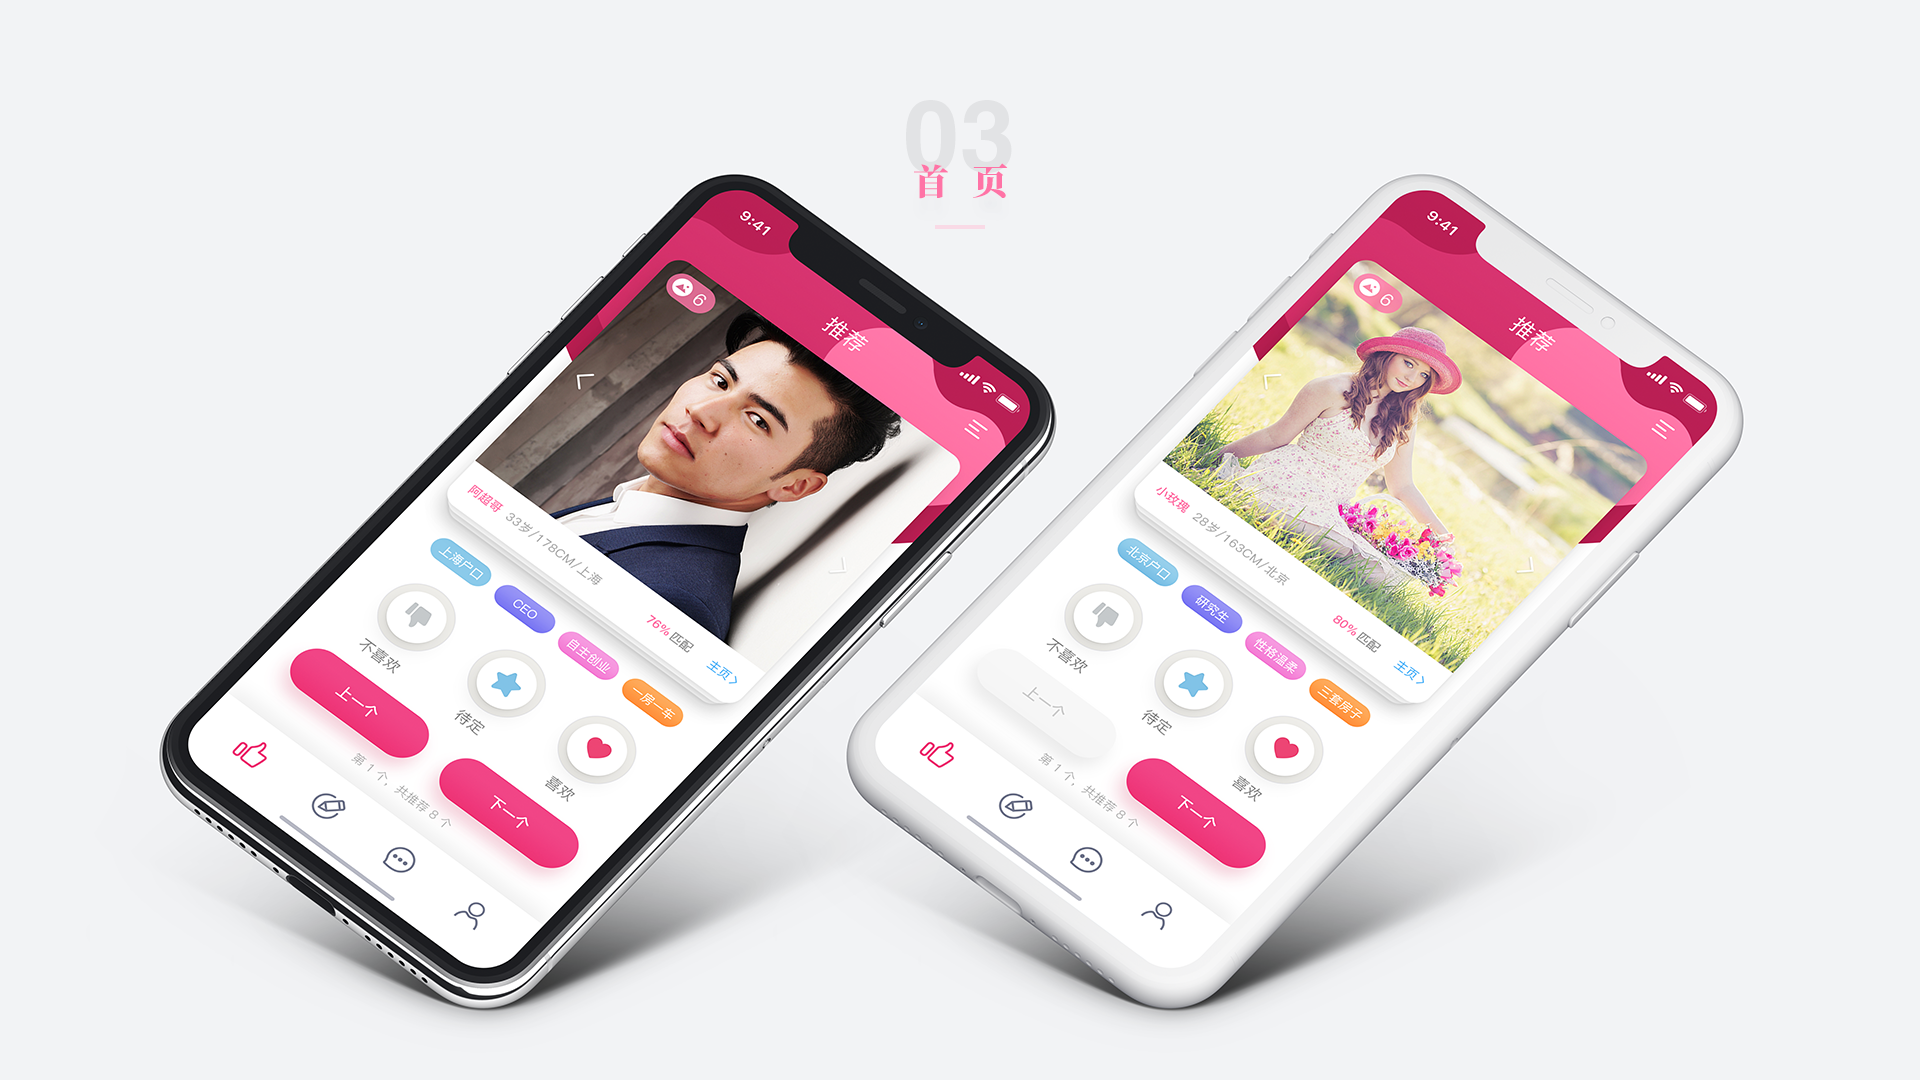 03
首页
9:41
6
推荐
阿超哥 33岁/178CM/上海
76%匹配
主页
上海户口
CEO
自主创业
一房一车
不喜欢
待定
喜欢
上一个
下一个
第 1 个，共推荐 8 个
9:41
6
推荐
小玫瑰 28岁/163CM/北京
80%匹配
主页
北京户口
研究生
性格温柔
三套房子
不喜欢
待定
喜欢
上一个
下一个
第 1 个，共推荐 8 个